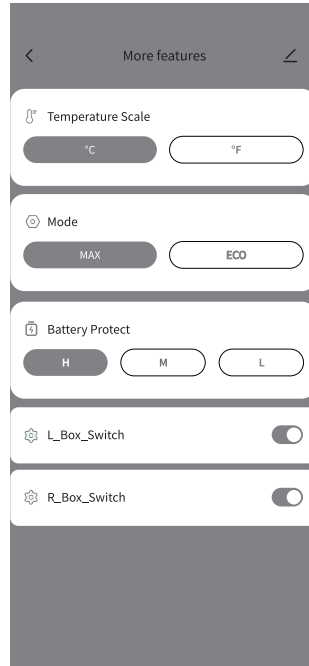 More features
Temperature Scale
°C °F
Mode
MAX ECO
Battery Protect
H M L
L_Box_Switch
R_Box_Switch